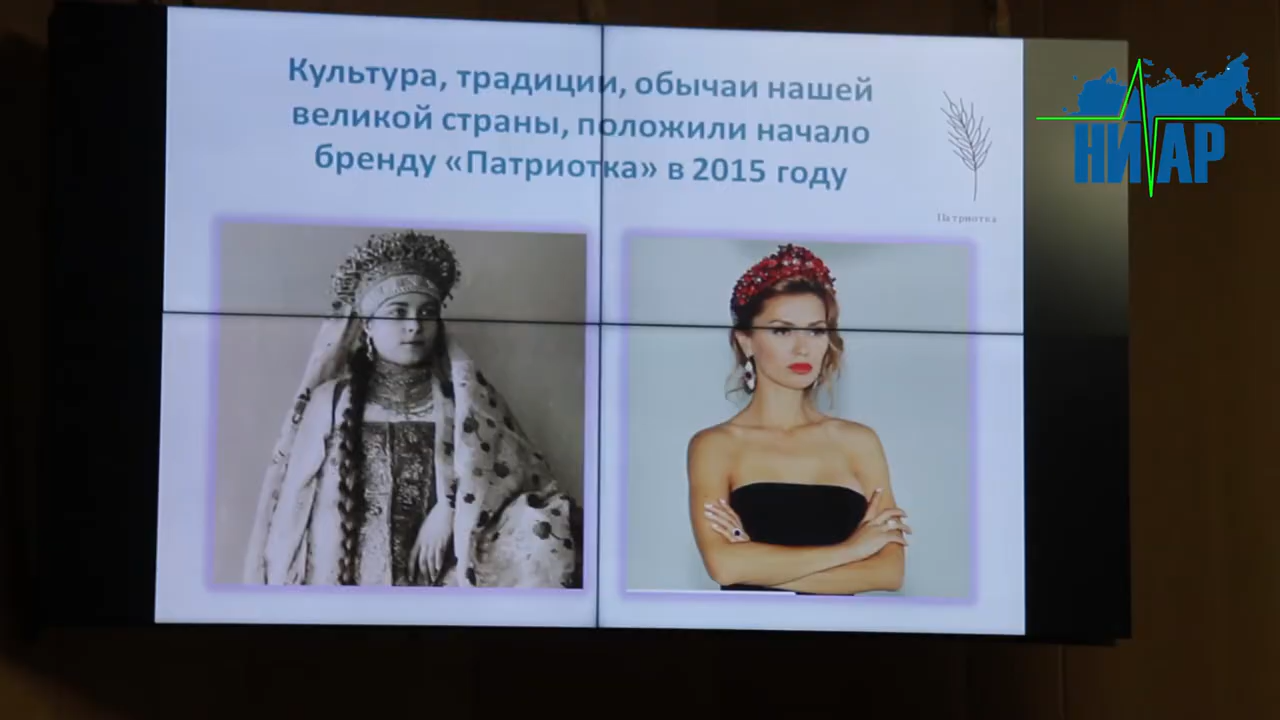 Культура, традиции, обычаи нашей
великой страны, положили начало
бренду «Патриотка» в 2015 году
Патриотка
НИАР